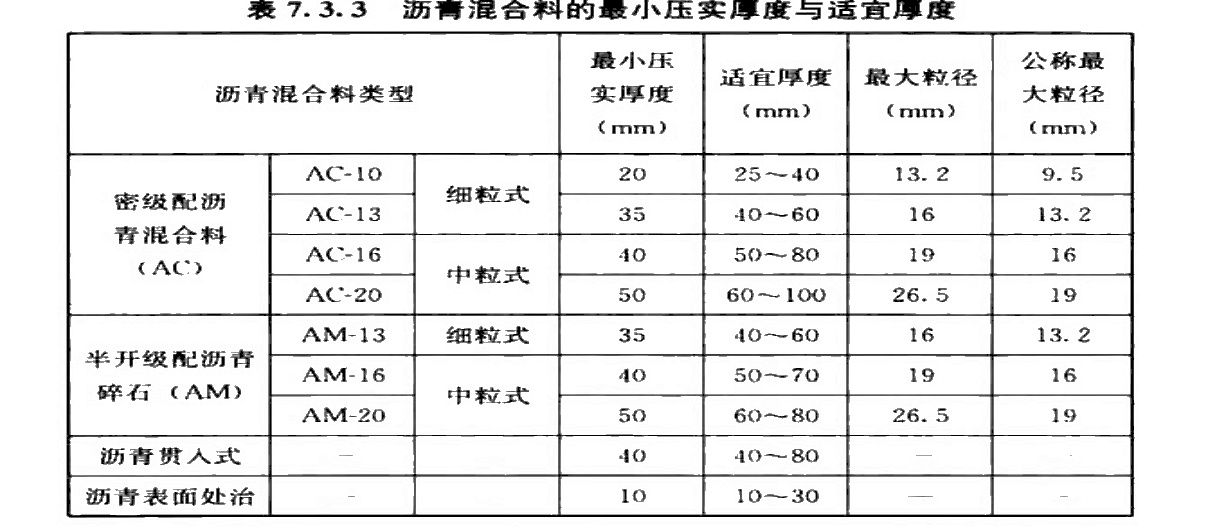 表 7.3.3 沥青混合料的最小压实厚度与适宜厚度
沥青混合料类型 最小压实厚度（mm） 适宜厚度（mm） 最大粒径（mm） 公称最大粒径（mm）
密级配沥青混合料（AC） AC-10 细粒式 20 25～40 13.2 9.5
AC-13 35 40～60 16 13.2
AC-16 中粒式 40 50～80 19 16
AC-20 50 60～100 26.5 19
半开级配沥青碎石（AM） AM-13 细粒式 35 40～60 16 13.2
AM-16 中粒式 40 50～70 19 16
AM-20 50 60～80 26.5 19
沥青贯入式 — 40 40～80 — -
沥青表面处治 - 10 10～30 — -